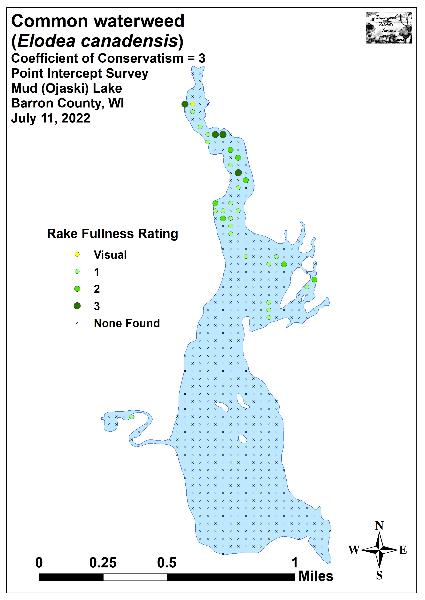 Common waterweed
(Elodea canadensis)
Coefficient of Conservatism = 3
Point Intercept Survey
Mud (Ojaski) Lake
Barron County, WI
July 11, 2022
Rake Fullness Rating
Visual
1
2
3
None Found
N
W E
S
0 0.25 0.5 1
Miles